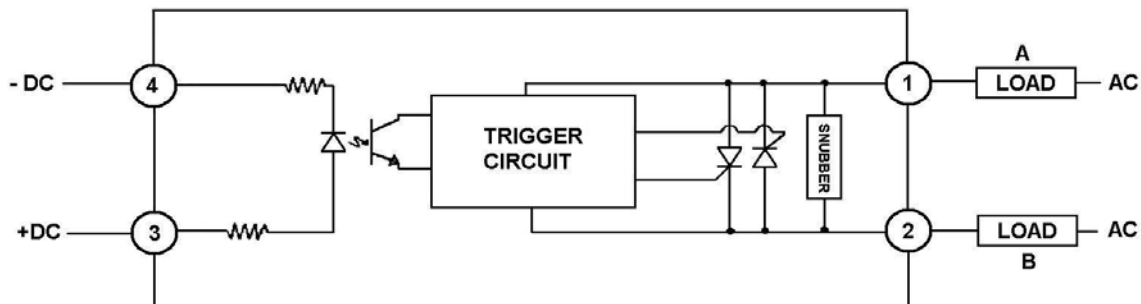 - DC
4
+DC
3
TRIGGER
CIRCUIT
SNUBBER
1
A
LOAD
AC
2
LOAD
AC
B